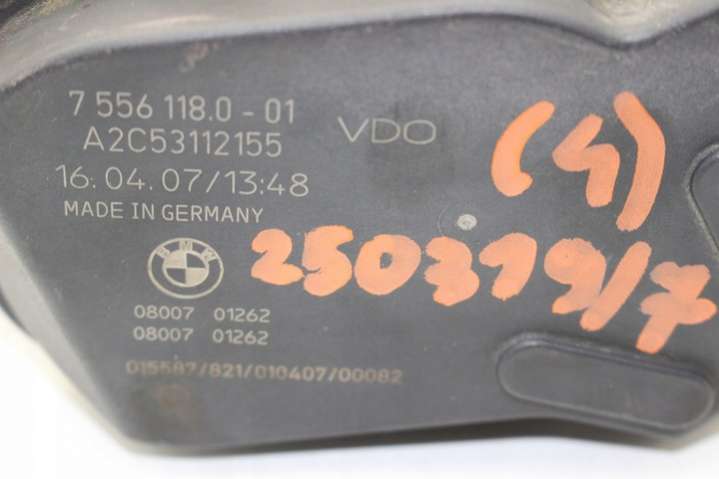 7 556 118.0 - 01
A2C53112155
VDO
(4)
16. 04. 07/13:48
MADE IN GERMANY
250319/7
BMW
08007 01262
08007 01262
015587/821/010407/00082